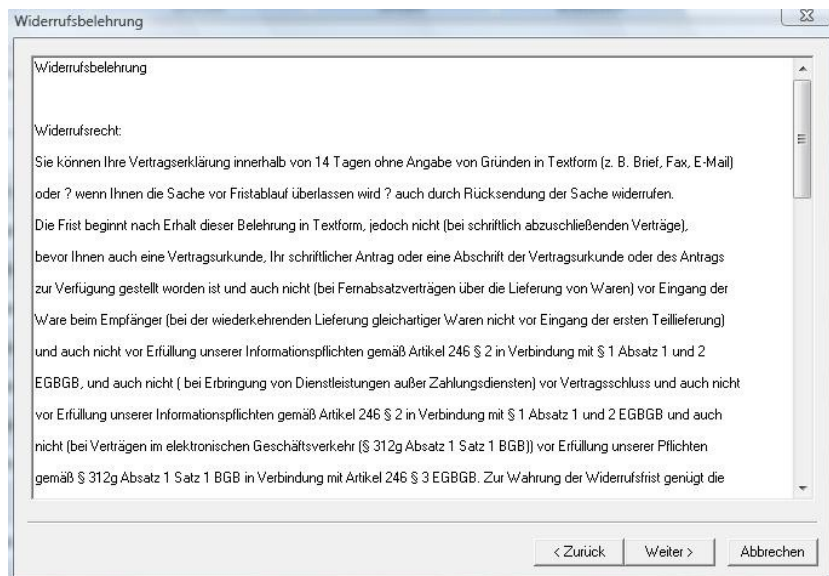 Widerrufsbelehrung
Widerrufsbelehrung
Widerrufsrecht:
Sie können Ihre Vertragserklärung innerhalb von 14 Tagen ohne Angabe von Gründen in Textform (z. B. Brief, Fax, E-Mail)
oder ? wenn Ihnen die Sache vor Fristablauf überlassen wird ? auch durch Rücksendung der Sache widerrufen.
Die Frist beginnt nach Erhalt dieser Belehrung in Textform, jedoch nicht (bei schriftlich abzuschließenden Verträge),
bevor Ihnen auch eine Vertragsurkunde, Ihr schriftlicher Antrag oder eine Abschrift der Vertragsurkunde oder des Antrags
zur Verfügung gestellt worden ist und auch nicht (bei Fernabsatzverträgen über die Lieferung von Waren) vor Eingang der
Ware beim Empfänger (bei der wiederkehrenden Lieferung gleichartiger Waren nicht vor Eingang der ersten Teillieferung)
und auch nicht vor Erfüllung unserer Informationspflichten gemäß Artikel 246 § 2 in Verbindung mit § 1 Absatz 1 und 2
EGBGB, und auch nicht ( bei Erbringung von Dienstleistungen außer Zahlungsdiensten) vor Vertragsschluss und auch nicht
vor Erfüllung unserer Informationspflichten gemäß Artikel 246 § 2 in Verbindung mit § 1 Absatz 1 und 2 EGBGB und auch
nicht (bei Verträgen im elektronischen Geschäftsverkehr (§ 312g Absatz 1 Satz 1 BGB)) vor Erfüllung unserer Pflichten
gemäß § 312g Absatz 1 Satz 1 BGB in Verbindung mit Artikel 246 § 3 EGBGB. Zur Wahrung der Widerrufsfrist genügt die
< Zurück Weiter > Abbrechen